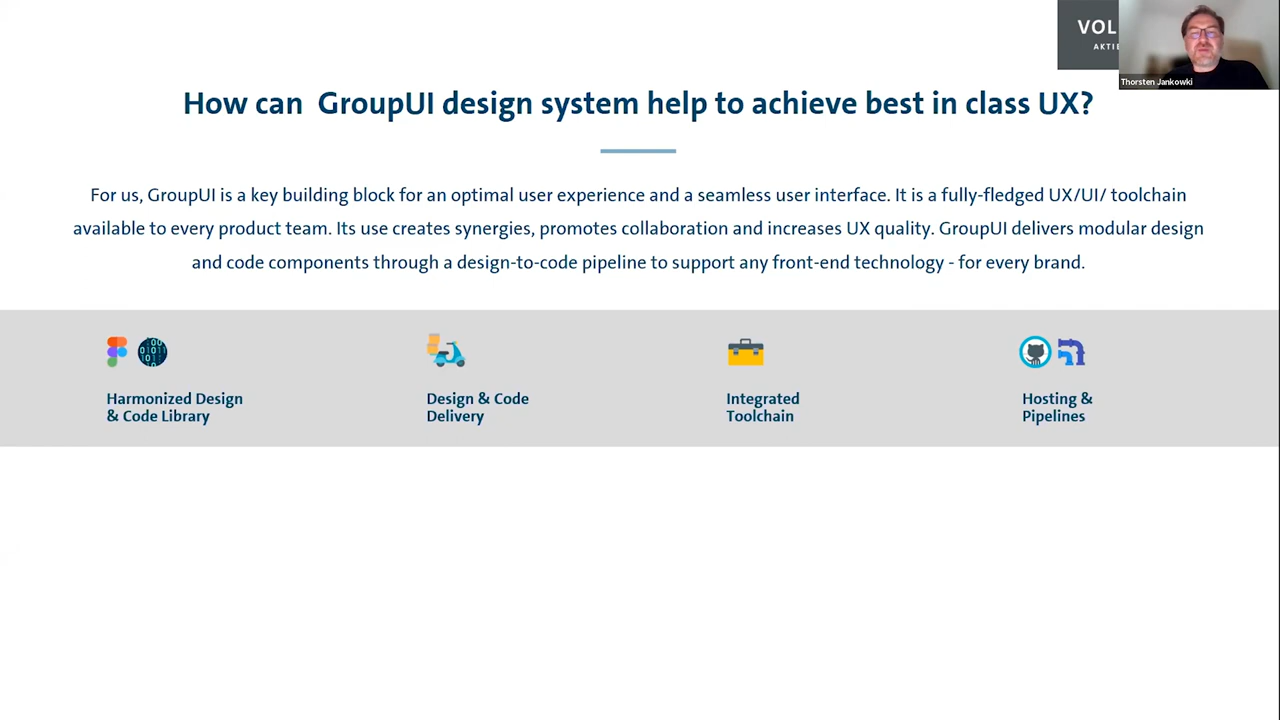 VOL
AKTIE
Thorsten Jankowki
How can  GroupUI design system help to achieve best in class UX?
For us, GroupUI is a key building block for an optimal user experience and a seamless user interface. It is a fully-fledged UX/UI/ toolchain
available to every product team. Its use creates synergies, promotes collaboration and increases UX quality. GroupUI delivers modular design
and code components through a design-to-code pipeline to support any front-end technology - for every brand.
Harmonized Design
& Code Library
Design & Code
Delivery
Integrated
Toolchain
Hosting &
Pipelines